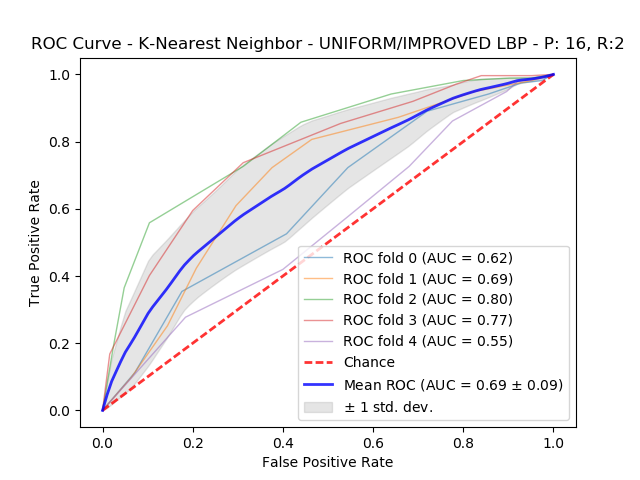 ROC Curve - K-Nearest Neighbor - UNIFORM/IMPROVED LBP - P: 16, R:2
1.0
0.8
0.6
0.4
0.2
0.0
True Positive Rate
ROC fold 0 (AUC = 0.62)
ROC fold 1 (AUC = 0.69)
ROC fold 2 (AUC = 0.80)
ROC fold 3 (AUC = 0.77)
ROC fold 4 (AUC = 0.55)
Chance
Mean ROC (AUC = 0.69 ± 0.09)
± 1 std. dev.
0.0 0.2 0.4 0.6 0.8 1.0
False Positive Rate